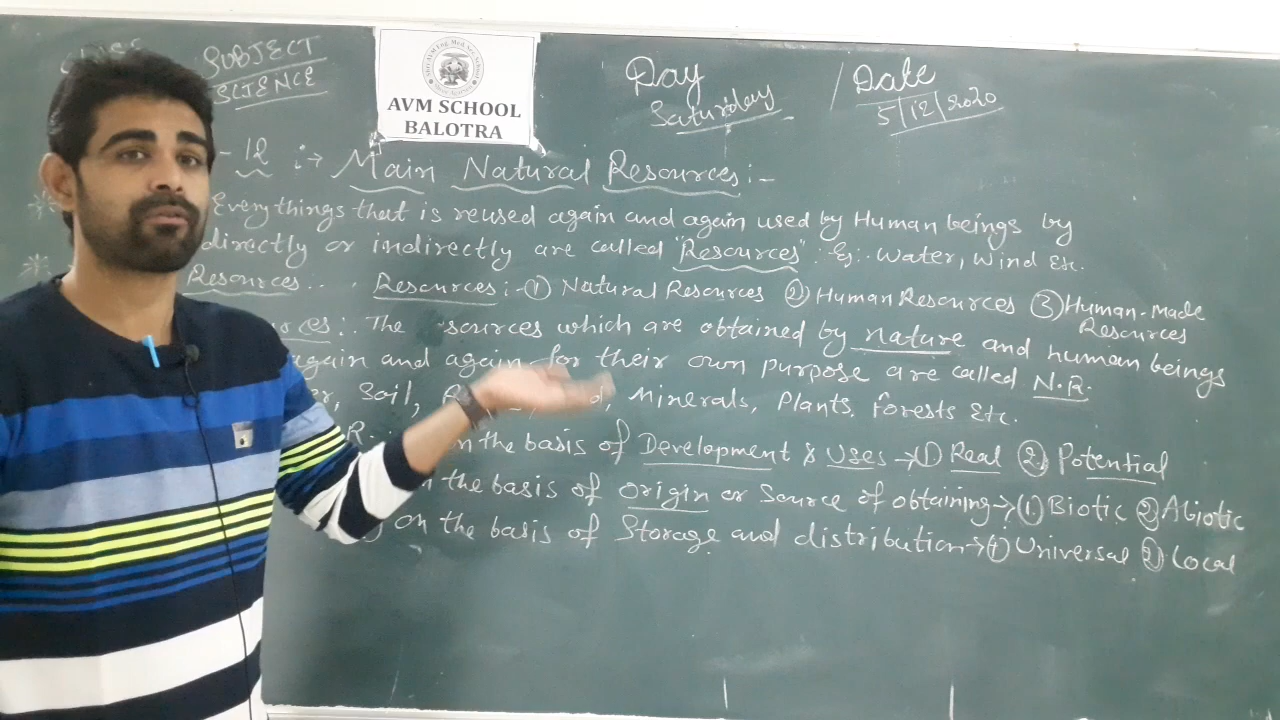 SUBJECT
SCIENCE
AVM SCHOOL
BALOTRA
Day
Saturday
/ Date
5/12/2020
- 12 :→ Main Natural Resources :-
Everythings that is reused again and again used by Human beings by
directly or indirectly are called "Resources". Eg:- Water, Wind Etc.
Resources . . . Resources :- ① Natural Resources ② Human Resources ③ Human-Made
Resources
The sources which are obtained by nature and human beings
again and again for their own purpose are called N.R.
Soil, Minerals, Plants, Forests Etc.
R. on the basis of Development & Uses → ① Real ② Potential
the basis of origin or Source of obtaining → ① Biotic ② Abiotic
on the basis of Storage and distribution → ① Universal ② Local